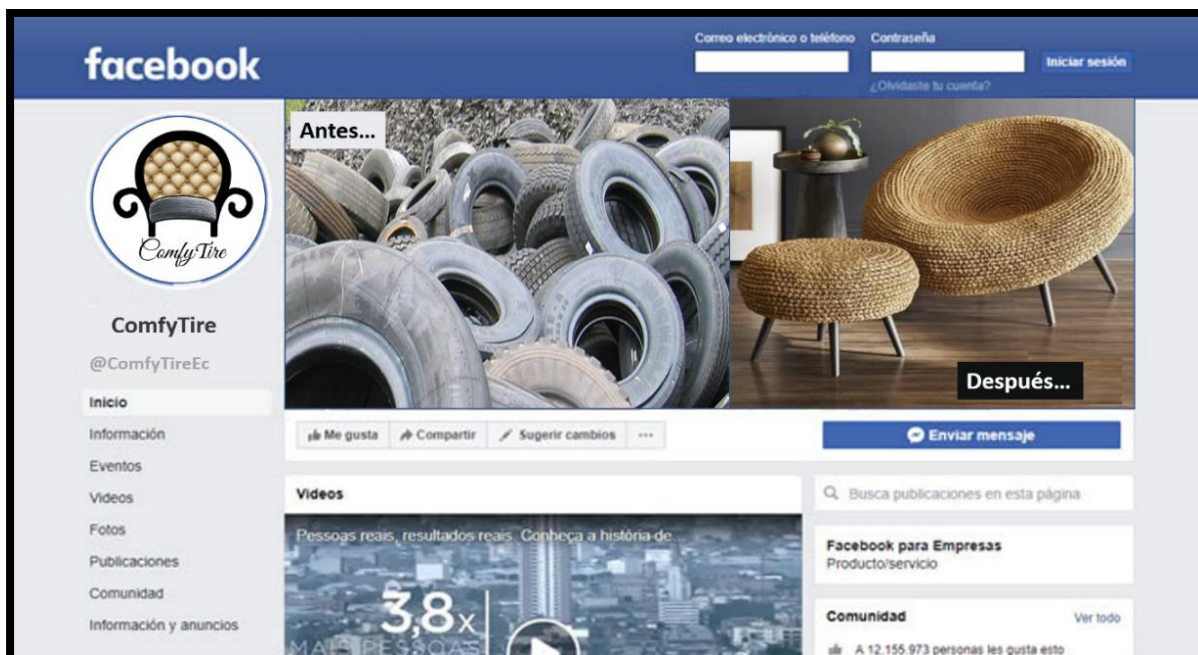 facebook
Correo electrónico o teléfono
Contraseña
Iniciar sesión
¿Olvidaste tu cuenta?
ComfyTire
ComfyTire
@ComfyTireEc
Antes...
Después...
Inicio
Información
Eventos
Videos
Fotos
Publicaciones
Comunidad
Información y anuncios
Me gusta
Compartir
Sugerir cambios
Enviar mensaje
Videos
Pessoas reais, resultados reais. Conheça a história de...
3,8x
MAIS PESSOAS
Busca publicaciones en esta página
Facebook para Empresas
Producto/servicio
Comunidad
Ver todo
A 12.155.973 personas les gusta esto